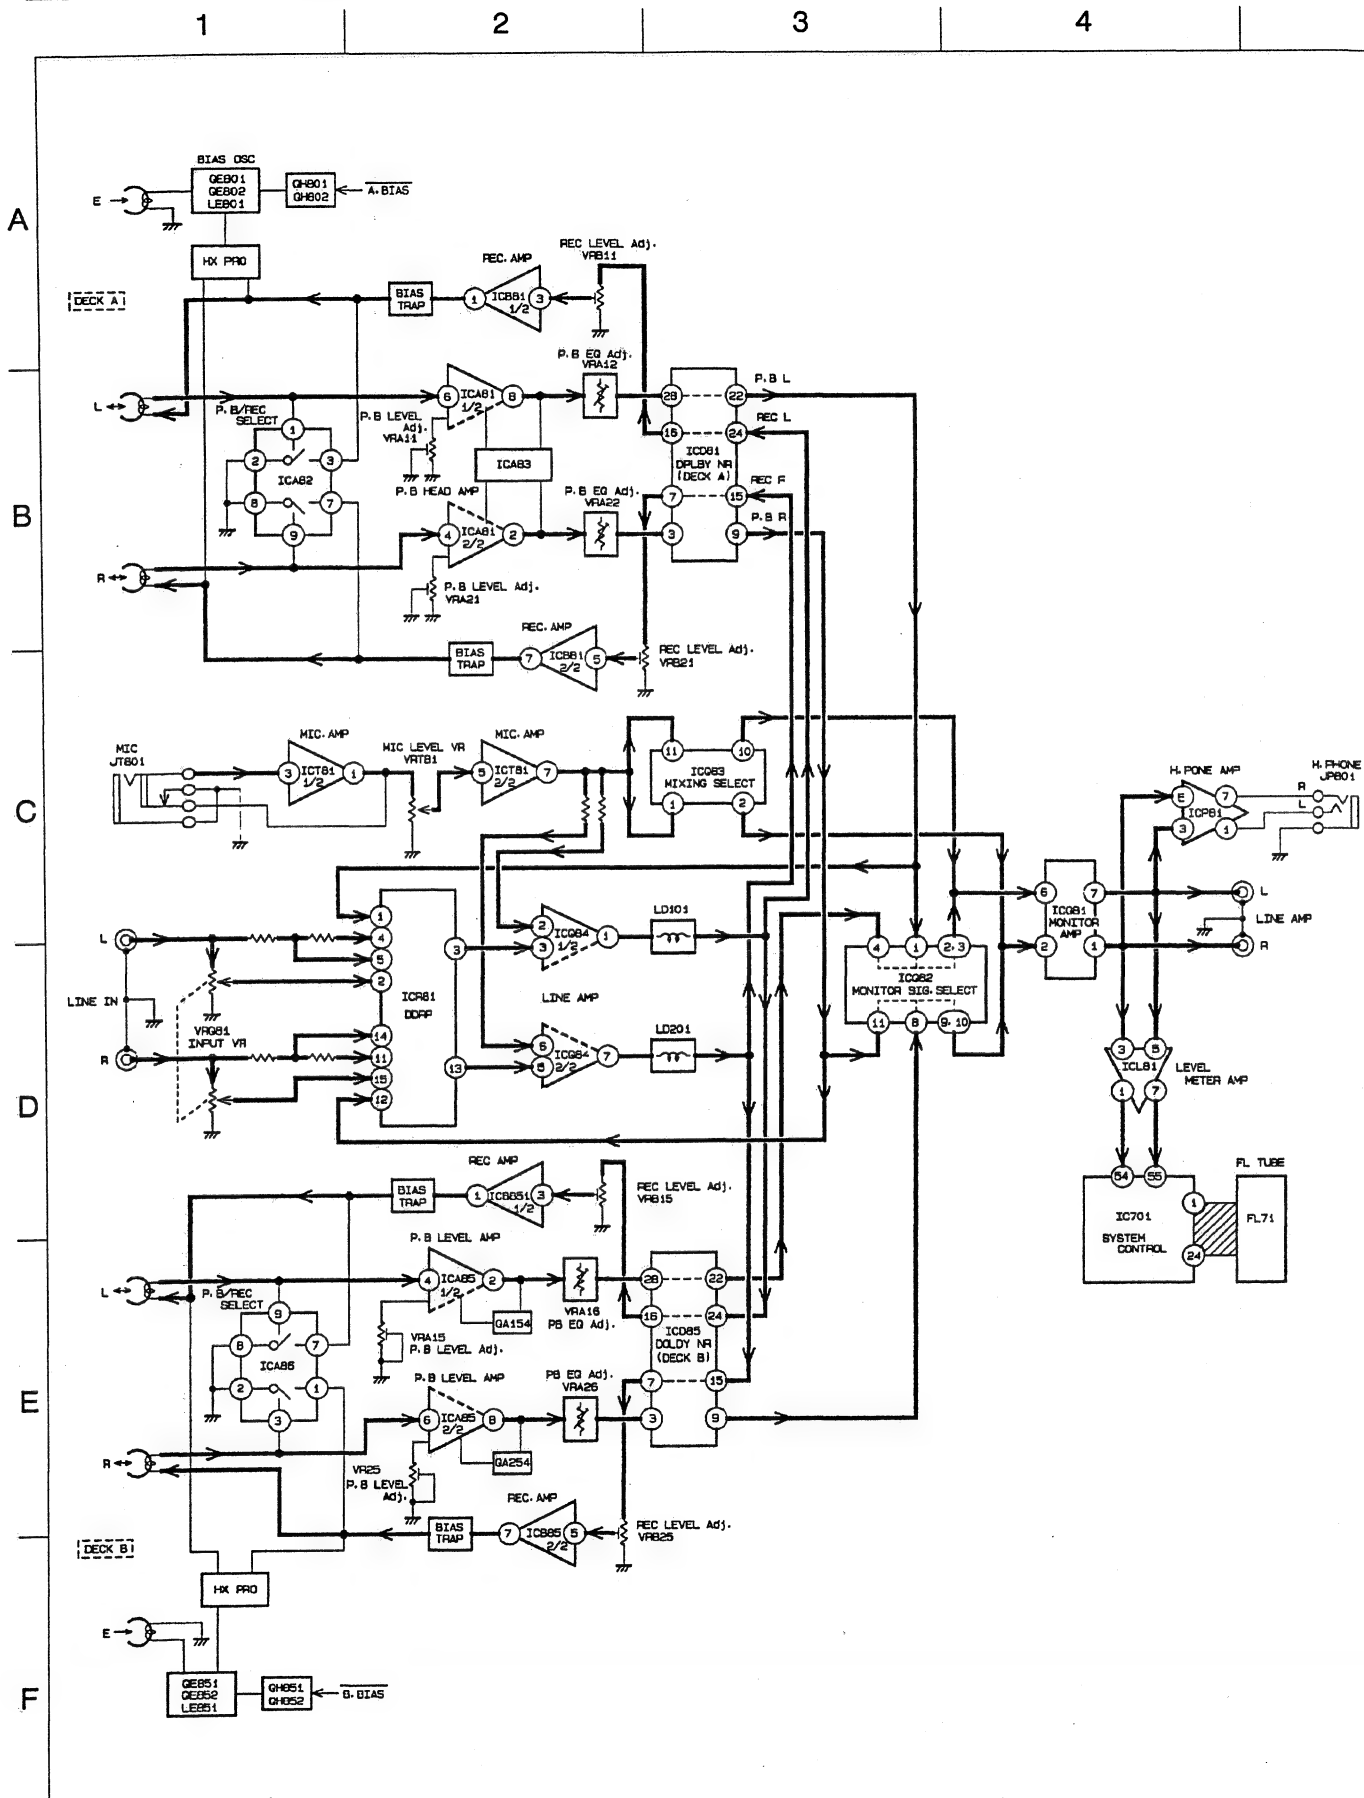 1 2 3 4
A
BIAS OSC
QE801
QE802
LE801
QH801
QH802
A.BIAS
E
HX PRO
DECK A
BIAS
TRAP
REC. AMP
1 ICB81 3
1/2
REC LEVEL Adj.
VRB11
P.B EQ Adj.
VRA12
L
P.B/REC
SELECT
1
2 3
ICA82
8 7
9
P.B LEVEL
Adj.
VRA11
6 ICA81 8
1/2
ICA83
P.B HEAD AMP
4 ICA81 2
2/2
P.B LEVEL Adj.
VRA21
P.B EQ Adj.
VRA22
28 22
16 24
ICD81
DPLBY NR
(DECK A)
7 15
3 9
P.B L
REC L
REC F
P.B R
B
R
BIAS
TRAP
REC. AMP
7 ICB81 5
2/2
REC LEVEL Adj.
VRB21
C
MIC
JT801
MIC. AMP
3 ICT81 1
1/2
MIC LEVEL VR
VRT81
MIC. AMP
5 ICT81 7
2/2
11 10
ICQ83
MIXING SELECT
1 2
H.PONE AMP
E 7
ICP81
3 1
R
L
H.PHONE
JP801
L
LINE IN
R
VRQ81
INPUT VR
1
4
5
2
ICR81
DDRP
14
11
15
12
3
13
2
3
ICQ84 1
1/2
LINE AMP
6
5
ICQ84 7
2/2
LD101
LD201
4 1 2,3
ICQ82
MONITOR SIG. SELECT
11 8 9,10
6 7
ICQ81
MONITOR
AMP
2 1
L
LINE AMP
R
3 5
ICL81
1 7
LEVEL
METER AMP
D
54 55
IC701
SYSTEM
CONTROL
1
24
FL TUBE
FL71
REC AMP
BIAS
TRAP
1 ICB851 3
1/2
REC LEVEL Adj.
VRB15
P.B LEVEL AMP
L
P.B/REC
SELECT
9
8 7
ICA86
2 1
3
4 ICA85 2
1/2
QA154
VRA15
P.B LEVEL Adj.
VRA16
PB EQ Adj.
28 22
16 24
ICD85
DOLDY NR
(DECK B)
7 15
3 9
E
P.B LEVEL AMP
6 ICA85 8
2/2
QA254
PB EQ Adj.
VRA26
R
VR25
P.B LEVEL
Adj.
REC. AMP
BIAS
TRAP
7 ICB85 5
2/2
REC LEVEL Adj.
VRB25
DECK B
HX PRO
E
F
QE851
QE852
LE851
QH851
QH852
B.BIAS